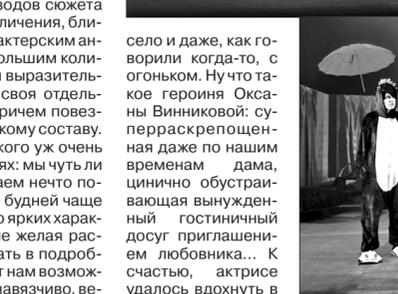 водов сюжета
личения, бли-
актерским ан-
ольшим коли-
выразитель-
своя отдель-
ричем повез-
кому составу.
кого уж очень
ях: мы чуть ли
аем нечто по-
будней чаще
ярких харак-
е желая рас-
ать в подроб-
т нам возмож-
навязчиво, ве-
село и даже, как го-
ворили когда-то, с
огоньком. Ну что та-
кое героиня Окса-
ны Винниковой: су-
перраскрепощен-
ная даже по нашим
временам дама,
цинично обустраи-
вающая вынужден-
ный гостиничный
досуг приглашени-
ем любовника... К
счастью, актрисе
удалось вдохнуть в